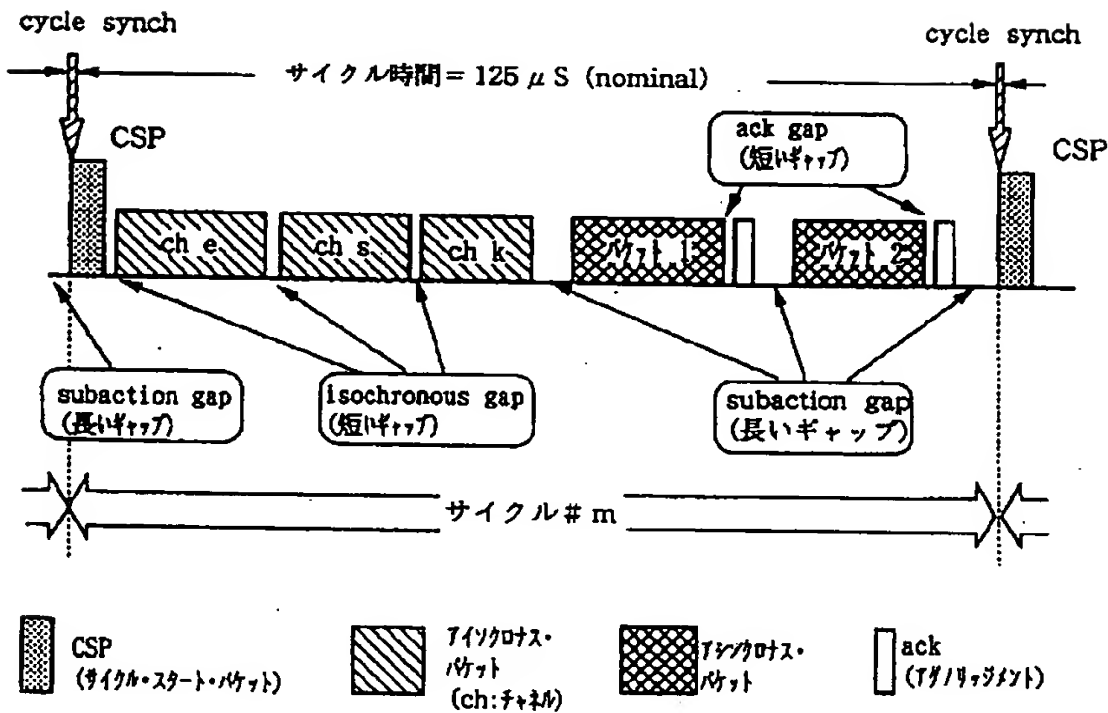 cycle synch
cycle synch
サイクル時間＝125μS (nominal)
CSP
ack gap
(短いギャップ)
CSP
ch e
ch s
ch k
パケット 1
パケット 2
subaction gap
(長いギャップ)
isochronous gap
(短いギャップ)
subaction gap
(長いギャップ)
サイクル＃m
CSP
(サイクル・スタート・パケット)
アイソクロナス・
パケット
(ch:チャネル)
アシンクロナス・
パケット
ack
(アクノリッジメント)